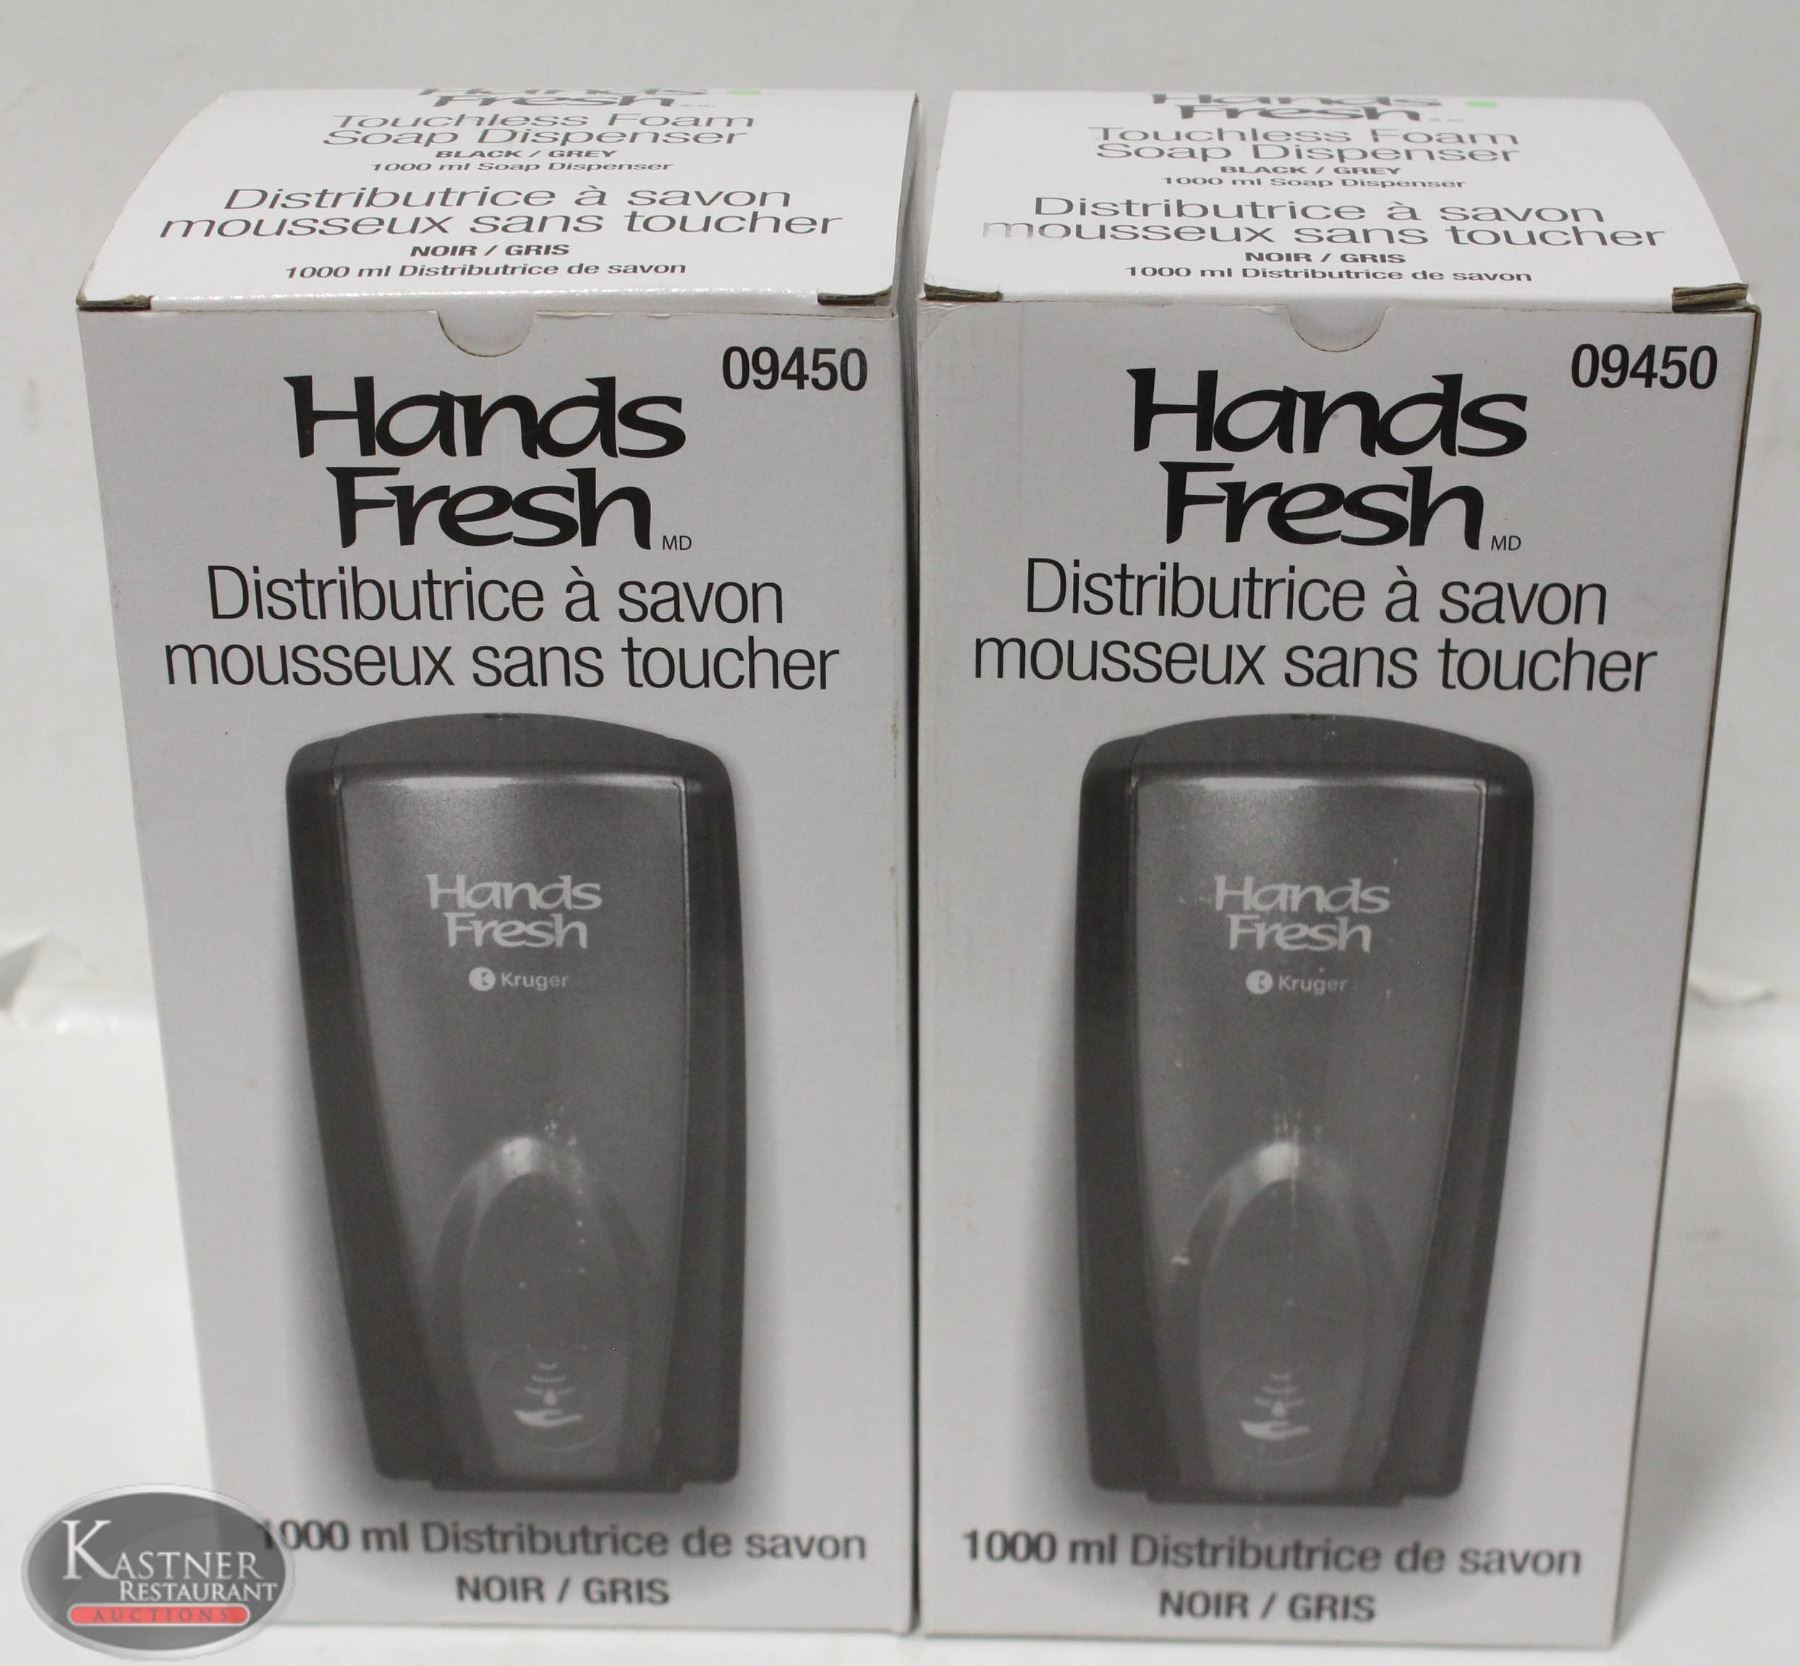 Hands
Fresh
Touchless Foam
Soap Dispenser
BLACK / GREY
1000 ml Soap Dispenser
Distributrice à savon
mousseux sans toucher
NOIR / GRIS
1000 ml Distributrice de savon
09450
Hands
Fresh MD
Distributrice à savon
mousseux sans toucher
Hands
Fresh
Kruger
1000 ml Distributrice de savon
NOIR / GRIS
Hands
Fresh
Touchless Foam
Soap Dispenser
BLACK / GREY
1000 ml Soap Dispenser
Distributrice à savon
mousseux sans toucher
NOIR / GRIS
1000 ml Distributrice de savon
09450
Hands
Fresh MD
Distributrice à savon
mousseux sans toucher
Hands
Fresh
Kruger
1000 ml Distributrice de savon
NOIR / GRIS
KASTNER
RESTAURANT
AUCTIONS